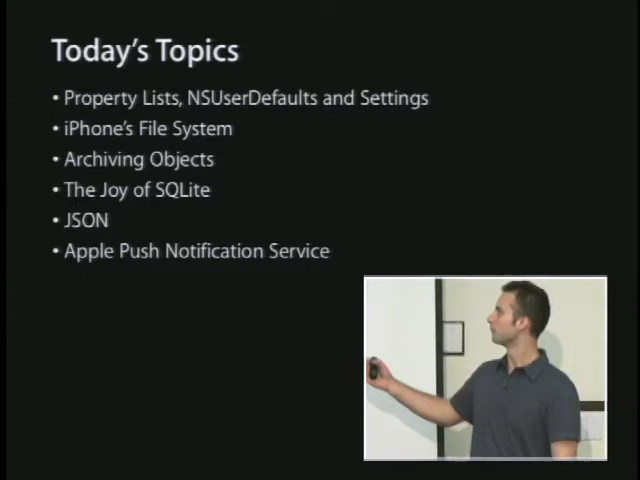 Today's Topics
• Property Lists, NSUserDefaults and Settings
• iPhone's File System
• Archiving Objects
• The Joy of SQLite
• JSON
• Apple Push Notification Service